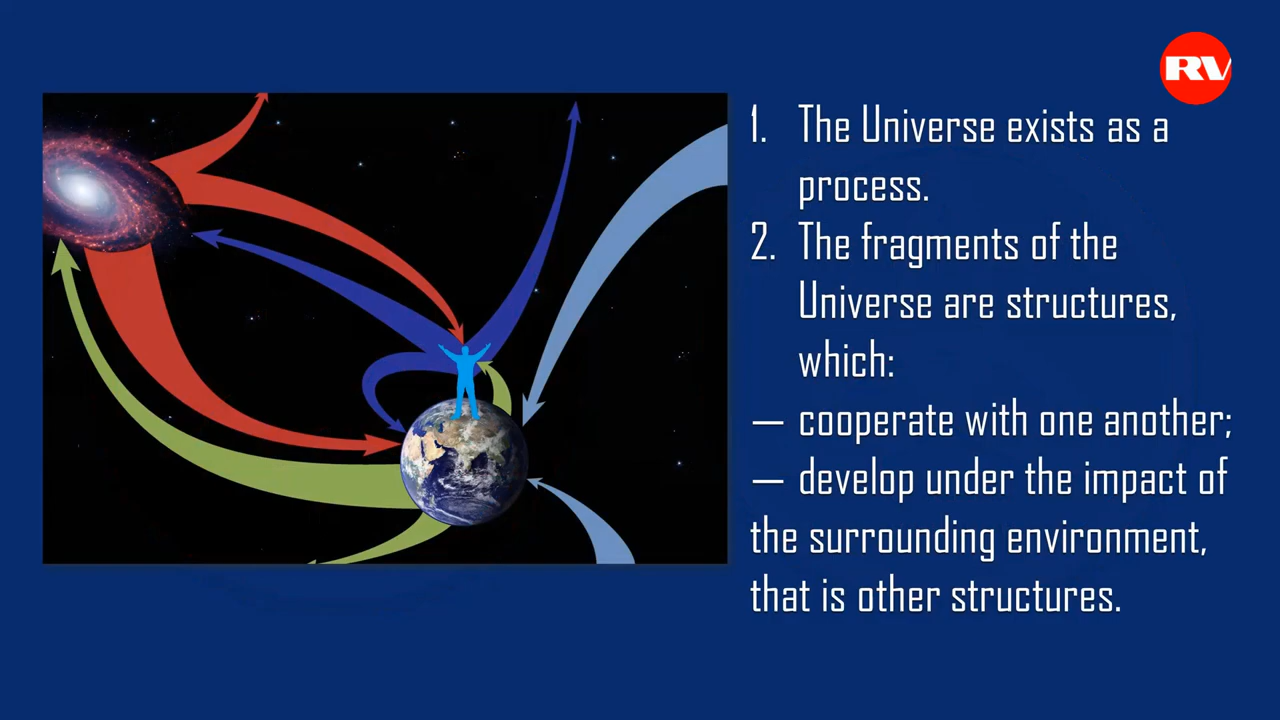 RV
1. The Universe exists as a
process.
2. The fragments of the
Universe are structures,
which:
— cooperate with one another;
— develop under the impact of
the surrounding environment,
that is other structures.